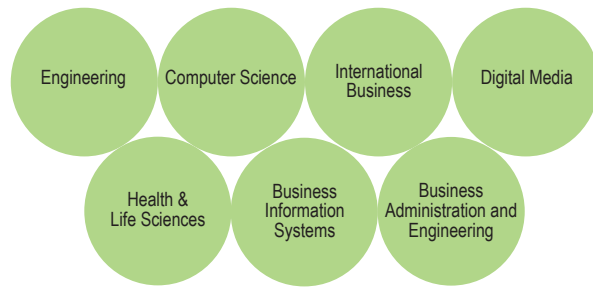 Engineering
Computer Science
International
Business
Digital Media
Health &
Life Sciences
Business
Information
Systems
Business
Administration and
Engineering